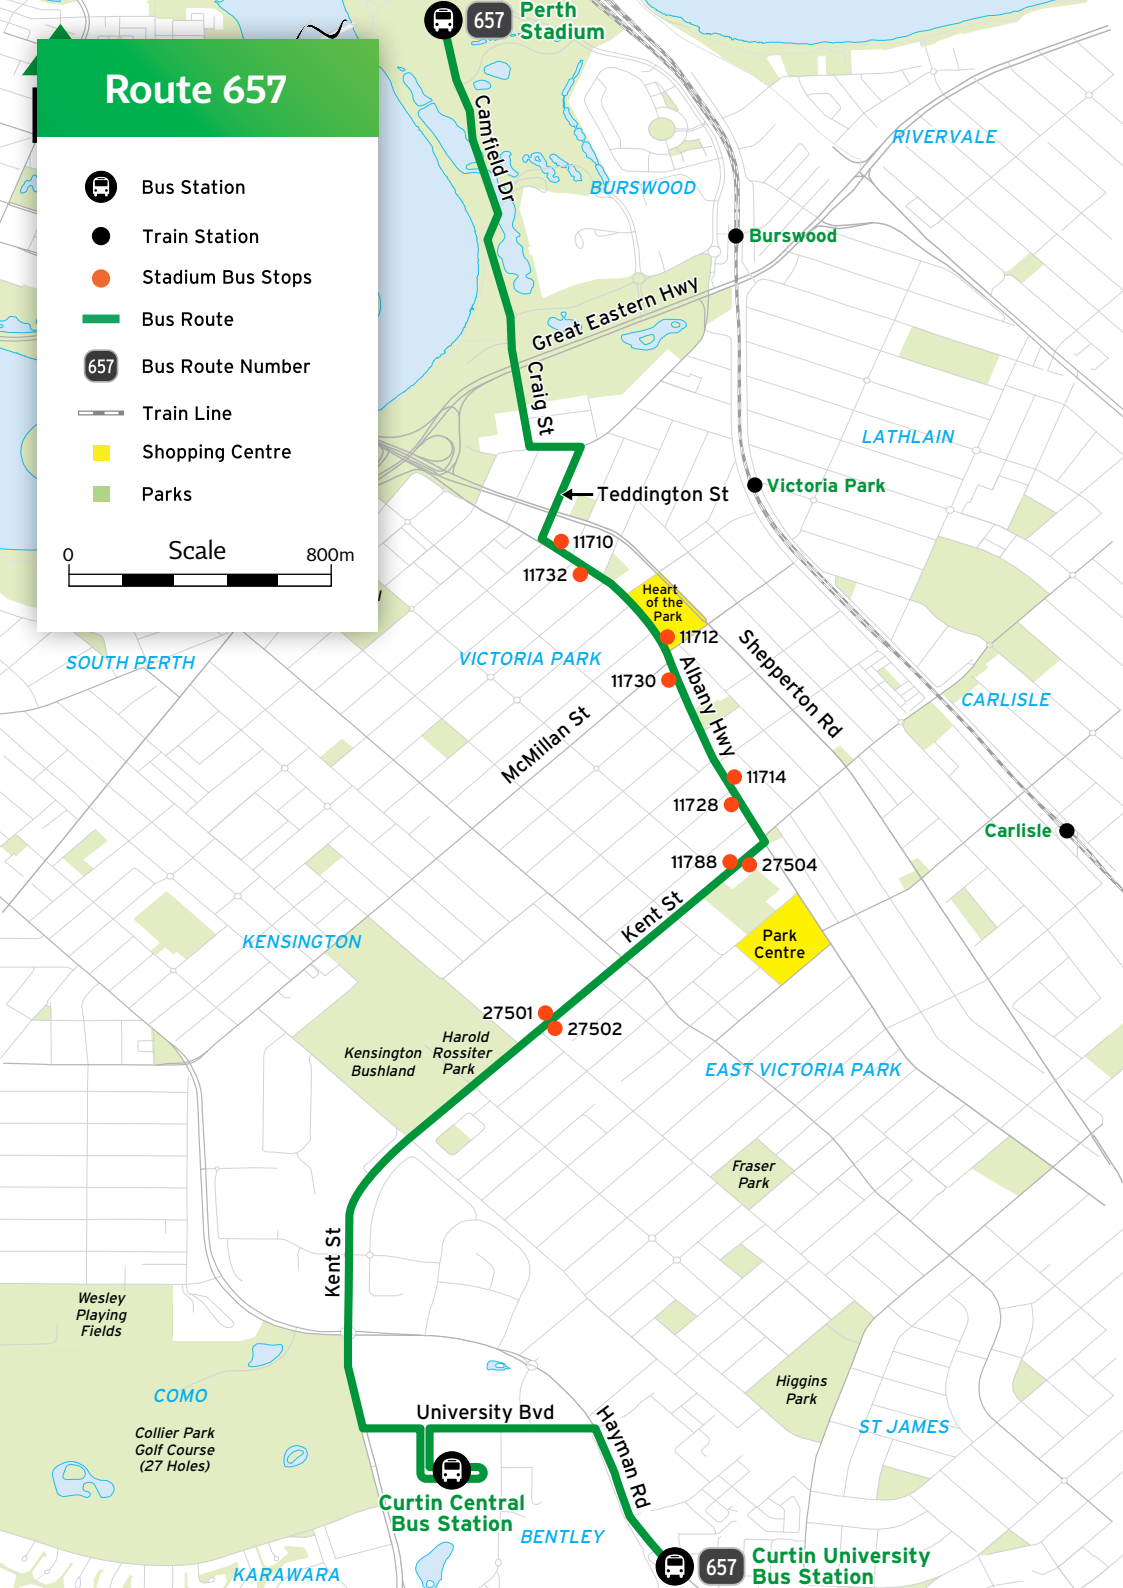 657
Perth
Stadium
Route 657
Bus Station
Train Station
Stadium Bus Stops
Bus Route
657
Bus Route Number
Train Line
Shopping Centre
Parks
0
Scale
800m
Camfield Dr
BURSWOOD
RIVERVALE
Burswood
Great Eastern Hwy
Craig St
LATHLAIN
Victoria Park
Teddington St
11710
11732
Heart
of the
Park
11712
11730
SOUTH PERTH
VICTORIA PARK
Albany Hwy
Shepperton Rd
McMillan St
CARLISLE
11714
11728
Carlisle
11788
27504
Kent St
Park
Centre
KENSINGTON
27501
27502
Kensington
Bushland
Harold
Rossiter
Park
EAST VICTORIA PARK
Fraser
Park
Kent St
Wesley
Playing
Fields
COMO
Collier Park
Golf Course
(27 Holes)
Higgins
Park
ST JAMES
University Bvd
Hayman Rd
Curtin Central
Bus Station
BENTLEY
KARAWARA
657
Curtin University
Bus Station